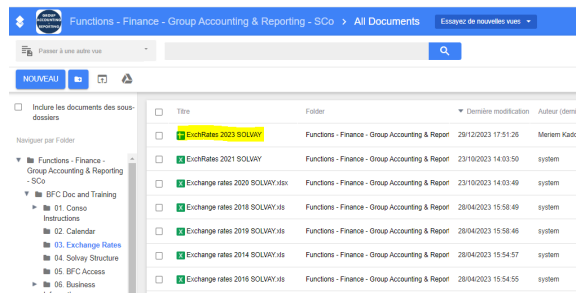 GROUP ACCOUNTING REPORTING
Functions - Finance - Group Accounting & Reporting - SCo > All Documents
Essayez de nouvelles vues
Passer à une autre vue
NOUVEAU
Inclure les documents des sous-
dossiers
Naviguer par Folder
Functions - Finance -
Group Accounting & Reporting
- SCo
BFC Doc and Training
01. Conso
Instructions
02. Calendar
03. Exchange Rates
04. Solvay Structure
05. BFC Access
06. Business
Titre Folder Dernière modification Auteur (derni
ExchRates 2023 SOLVAY Functions - Finance - Group Accounting & Report 29/12/2023 17:51:26 Meriem Kado
ExchRates 2021 SOLVAY Functions - Finance - Group Accounting & Report 23/10/2023 14:03:50 system
Exchange rates 2020 SOLVAY.xlsx Functions - Finance - Group Accounting & Report 23/10/2023 14:03:49 system
Exchange rates 2018 SOLVAY.xls Functions - Finance - Group Accounting & Report 28/04/2023 15:58:49 system
Exchange rates 2019 SOLVAY.xls Functions - Finance - Group Accounting & Report 28/04/2023 15:58:46 system
Exchange rates 2014 SOLVAY.xls Functions - Finance - Group Accounting & Report 28/04/2023 15:54:57 system
Exchange rates 2016 SOLVAY.xls Functions - Finance - Group Accounting & Report 28/04/2023 15:54:55 system